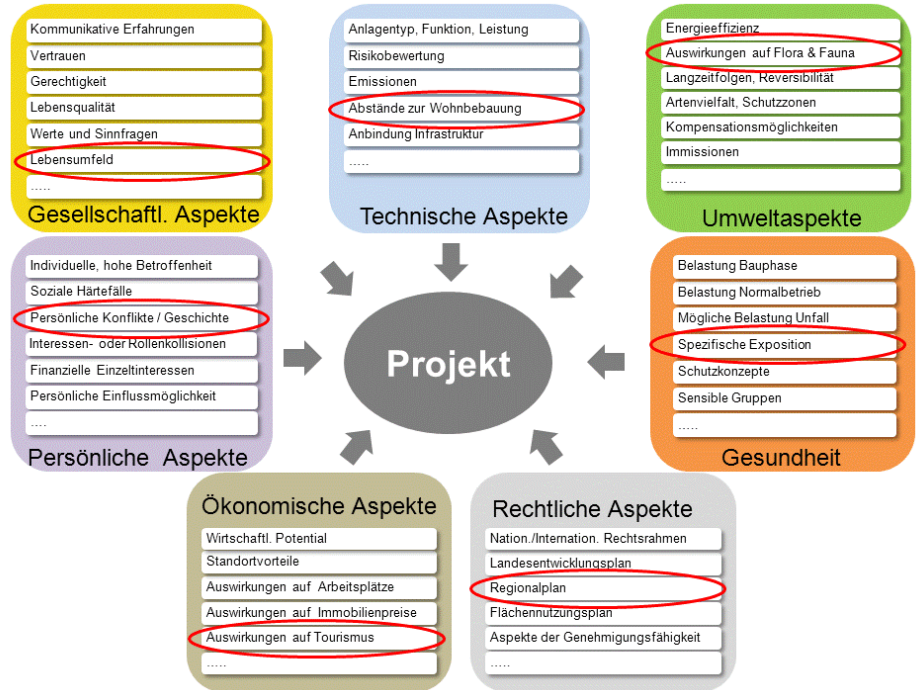 Kommunikative Erfahrungen
Vertrauen
Gerechtigkeit
Lebensqualität
Werte und Sinnfragen
Lebensumfeld
.....
Gesellschaftl. Aspekte
Anlagentyp, Funktion, Leistung
Risikobewertung
Emissionen
Abstände zur Wohnbebauung
Anbindung Infrastruktur
.....
Technische Aspekte
Energieeffizienz
Auswirkungen auf Flora & Fauna
Langzeitfolgen, Reversibilität
Artenvielfalt, Schutzzonen
Kompensationsmöglichkeiten
Immissionen
.....
Umweltaspekte
Individuelle, hohe Betroffenheit
Soziale Härtefälle
Persönliche Konflikte / Geschichte
Interessen- oder Rollenkollisionen
Finanzielle Einzeltinteressen
Persönliche Einflussmöglichkeit
....
Persönliche Aspekte
Projekt
Belastung Bauphase
Belastung Normalbetrieb
Mögliche Belastung Unfall
Spezifische Exposition
Schutzkonzepte
Sensible Gruppen
.....
Gesundheit
Ökonomische Aspekte
Wirtschaftl. Potential
Standortvorteile
Auswirkungen auf Arbeitsplätze
Auswirkungen auf Immobilienpreise
Auswirkungen auf Tourismus
.....
Rechtliche Aspekte
Nation./Internation. Rechtsrahmen
Landesentwicklungsplan
Regionalplan
Flächennutzungsplan
Aspekte der Genehmigungsfähigkeit
.....